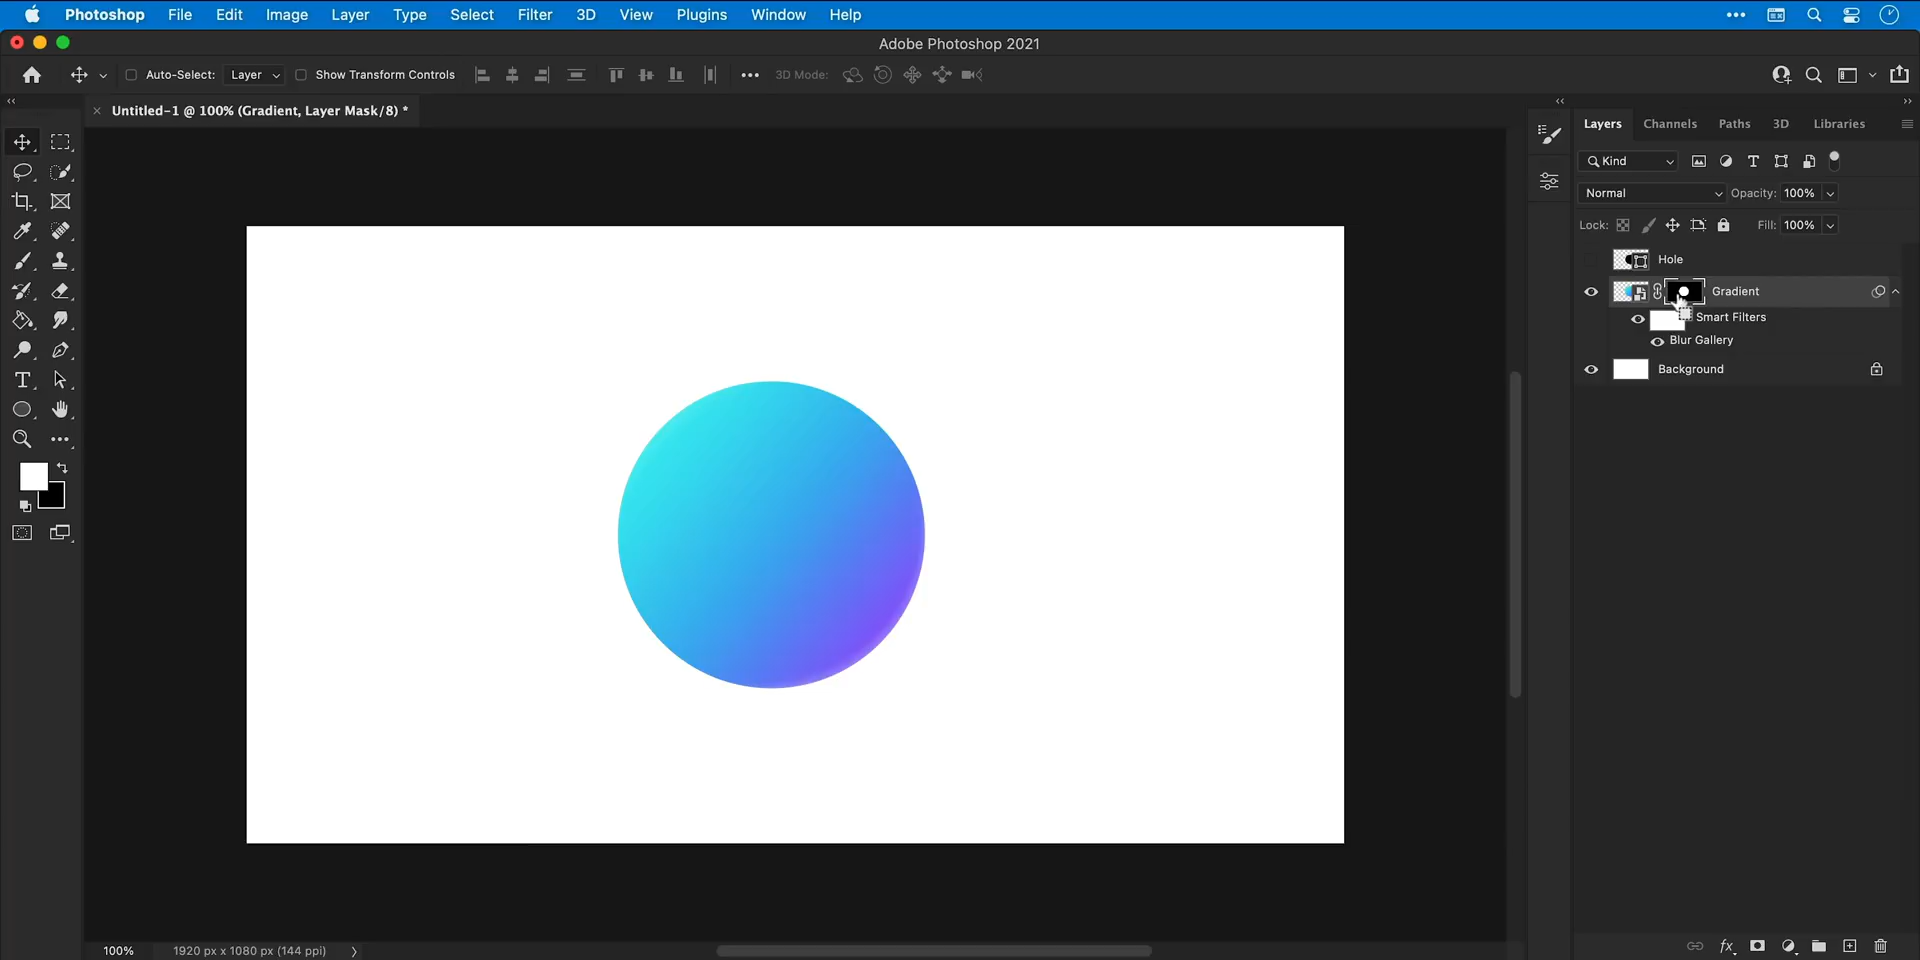 Photoshop File Edit Image Layer Type Select Filter 3D View Plugins Window Help
Adobe Photoshop 2021
Auto-Select: Layer Show Transform Controls 3D Mode:
Untitled-1 @ 100% (Gradient, Layer Mask/8) *
Layers Channels Paths 3D Libraries
Kind
Normal Opacity: 100%
Lock: Fill: 100%
Hole
Gradient
Smart Filters
Blur Gallery
Background
100% 1920 px x 1080 px (144 ppi)